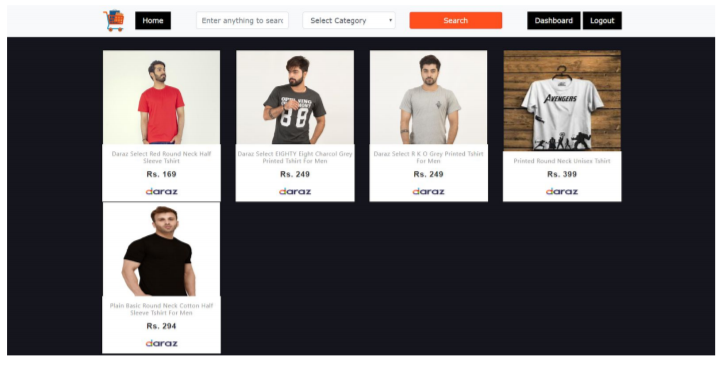 Home
Enter anything to searc
Select Category
Search
Dashboard
Logout
Daraz Select Red Round Neck Half
Sleeve Tshirt
Rs. 169
daraz
Daraz Select EIGHTY Eight Charcol Grey
Printed Tshirt For Men
Rs. 249
daraz
Daraz Select R K O Grey Printed Tshirt
For Men
Rs. 249
daraz
AVENGERS
Printed Round Neck Unisex Tshirt
Rs. 399
daraz
Plain Basic Round Neck Cotton Half
Sleeve Tshirt For Men
Rs. 294
daraz